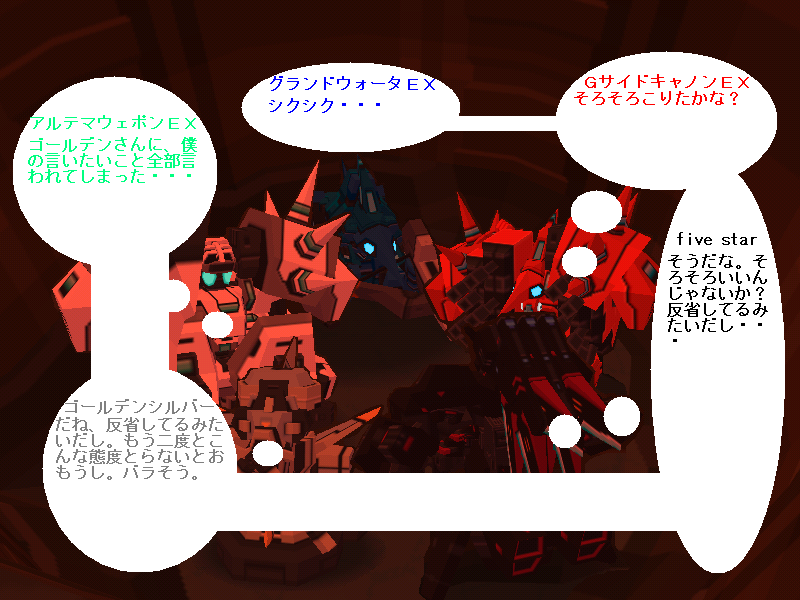 グランドウォータＥＸ
シクシク・・・
ＧサイドキャノンＥＸ
そろそろこりたかな？
five star
そうだな。そ
ろそろいいん
じゃないか？
反省してるみ
たいだし・・
・
ゴールデンシルバー
だね、反省してるみた
いだし。もう二度とこ
んな態度とらないとお
もうし。バラそう。
アルテマウェポンＥＸ
ゴールデンさんに、僕
の言いたいこと全部言
われてしまった・・・